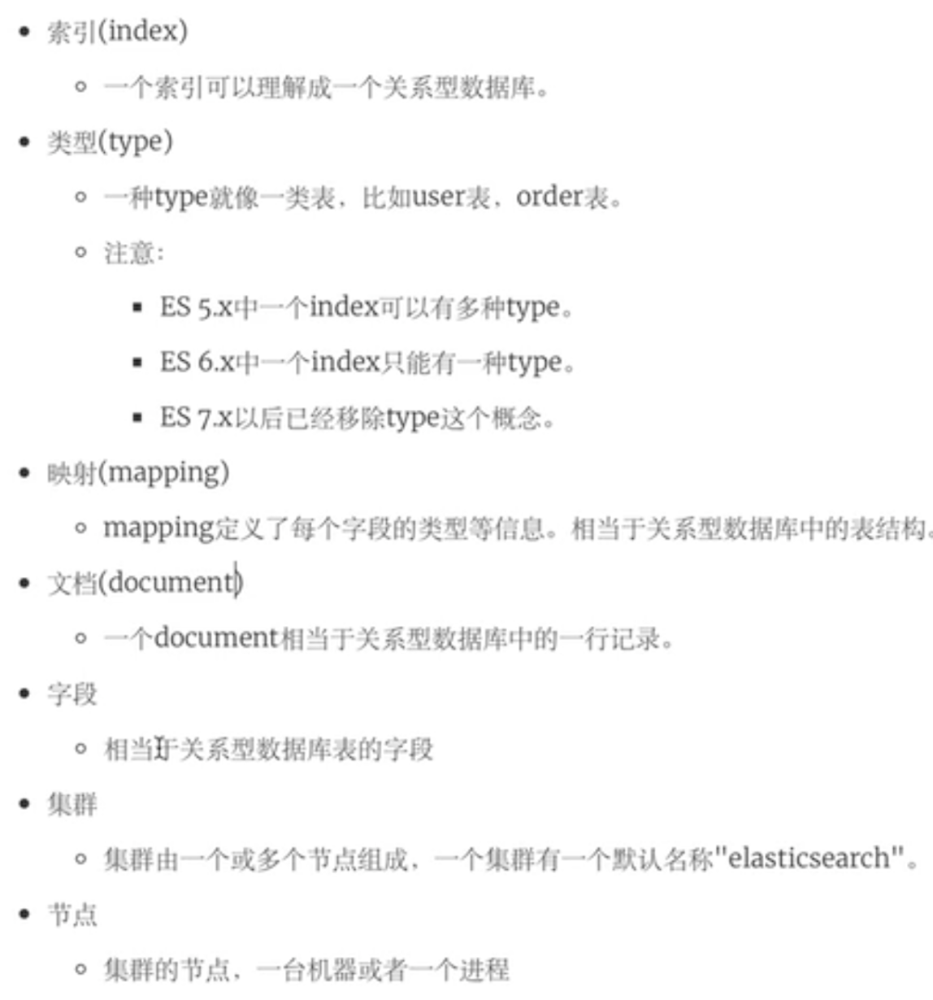 索引(index)
一个索引可以理解成一个关系型数据库。
类型(type)
一种type就像一类表，比如user表，order表。
注意：
ES 5.x中一个index可以有多种type。
ES 6.x中一个index只能有一种type。
ES 7.x以后已经移除type这个概念。
映射(mapping)
mapping定义了每个字段的类型等信息。相当于关系型数据库中的表结构。
文档(document)
一个document相当于关系型数据库中的一行记录。
字段
相当于关系型数据库表的字段
集群
集群由一个或多个节点组成，一个集群有一个默认名称"elasticsearch"。
节点
集群的节点，一台机器或者一个进程